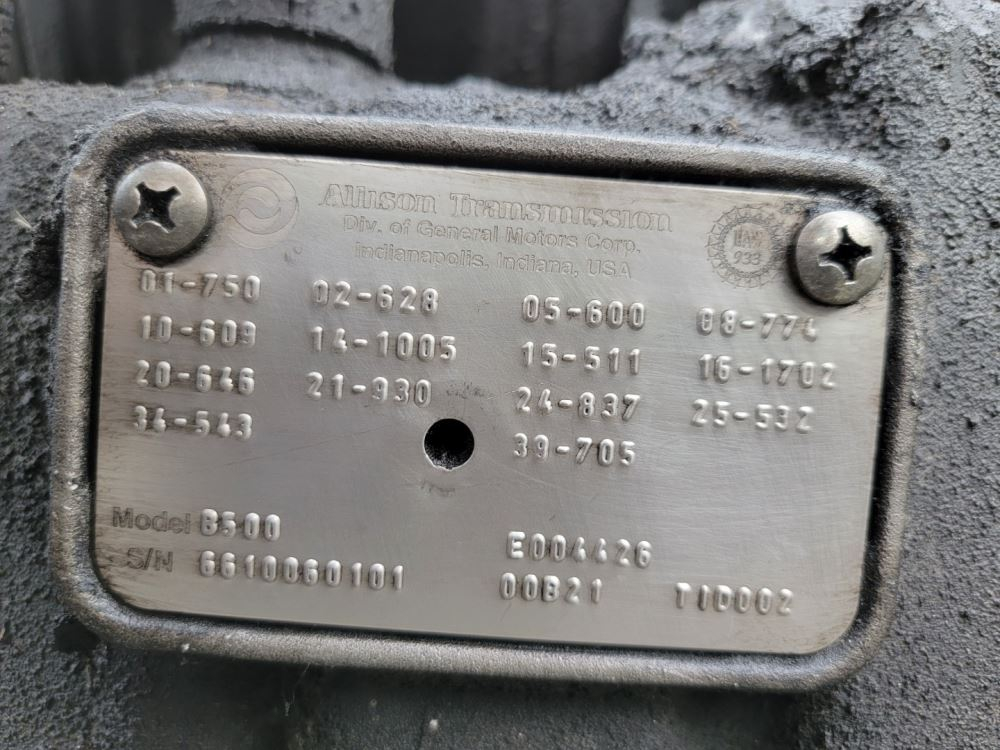 Allison Transmission
Div. of General Motors Corp.
Indianapolis, Indiana, USA
UAW
933
01-750 02-628 05-600 08-774
10-609 14-1005 15-511 16-1702
20-646 21-930 24-837 25-532
34-543 39-705
Model B500 E004426
S/N 6610060101 00B21 TID002